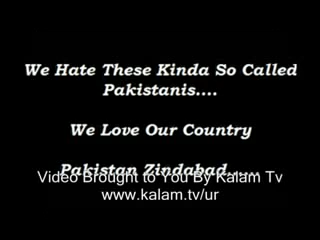 We Hate These Kinda So Called
Pakistanis....
We Love Our Country
Pakistan Zindabad......
Video Brought to You By Kalam Tv
www.kalam.tv/ur